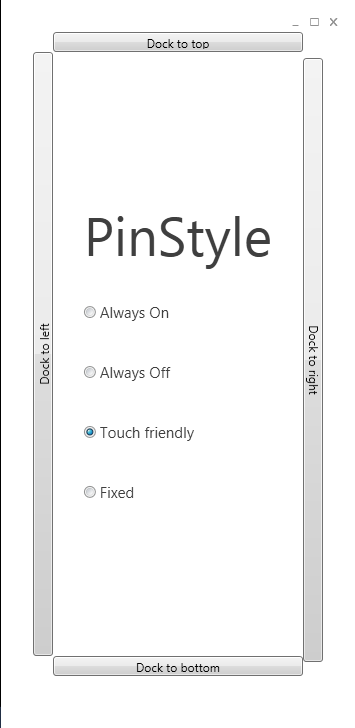 Dock to top
Dock to left
PinStyle
Always On
Always Off
Touch friendly
Fixed
Dock to right
Dock to bottom